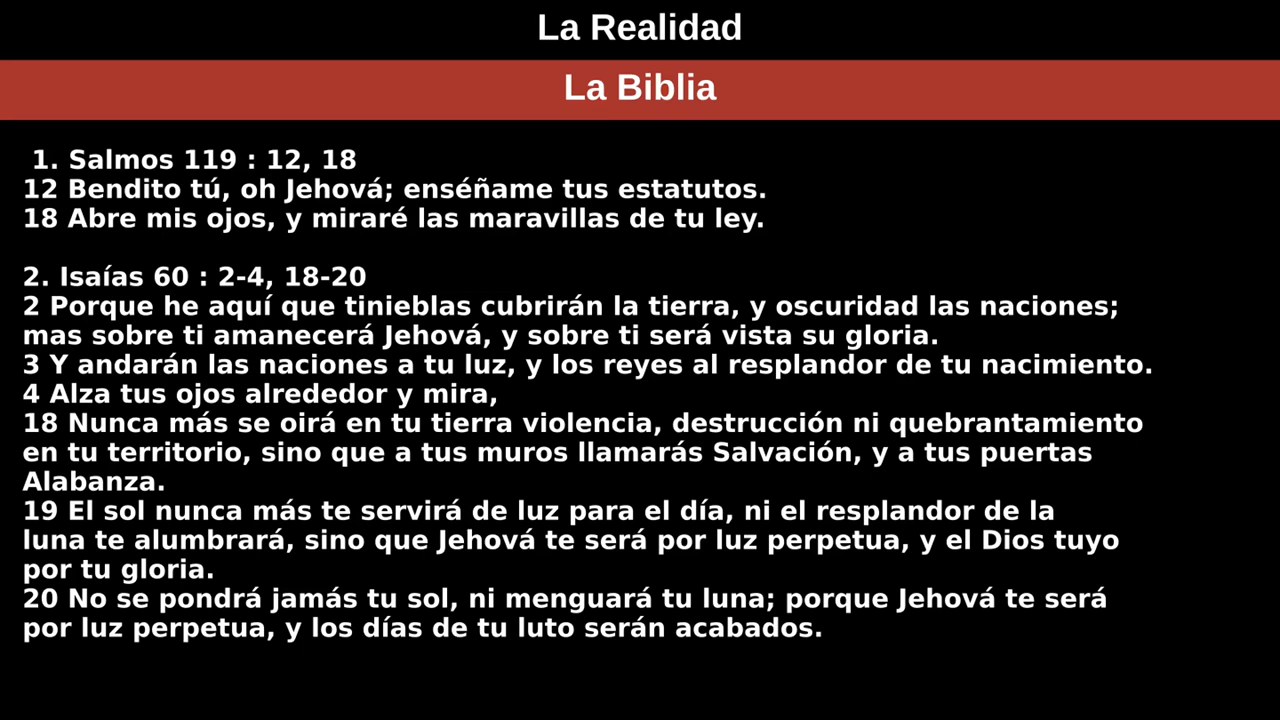 La Realidad
La Biblia
1. Salmos 119 : 12, 18
12 Bendito tú, oh Jehová; enséñame tus estatutos.
18 Abre mis ojos, y miraré las maravillas de tu ley.
2. Isaías 60 : 2-4, 18-20
2 Porque he aquí que tinieblas cubrirán la tierra, y oscuridad las naciones;
mas sobre ti amanecerá Jehová, y sobre ti será vista su gloria.
3 Y andarán las naciones a tu luz, y los reyes al resplandor de tu nacimiento.
4 Alza tus ojos alrededor y mira,
18 Nunca más se oirá en tu tierra violencia, destrucción ni quebrantamiento
en tu territorio, sino que a tus muros llamarás Salvación, y a tus puertas
Alabanza.
19 El sol nunca más te servirá de luz para el día, ni el resplandor de la
luna te alumbrará, sino que Jehová te será por luz perpetua, y el Dios tuyo
por tu gloria.
20 No se pondrá jamás tu sol, ni menguará tu luna; porque Jehová te será
por luz perpetua, y los días de tu luto serán acabados.